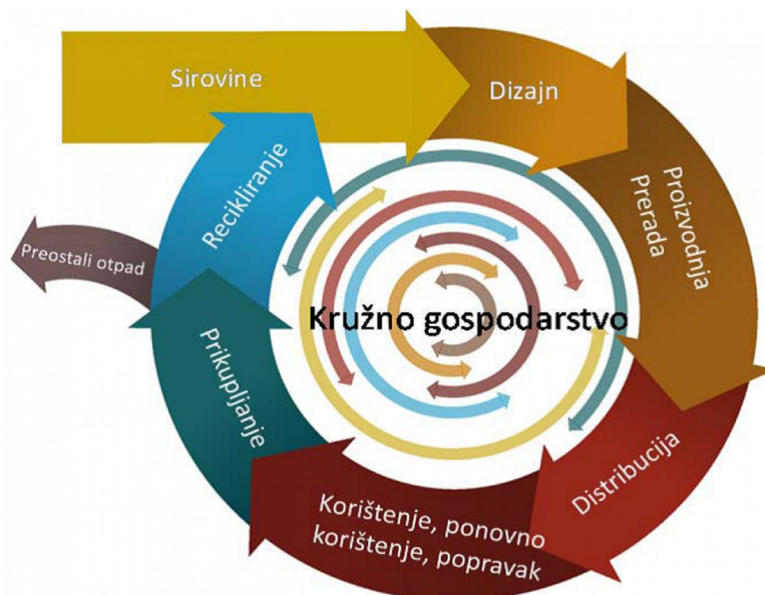 Sirovine
Dizajn
Proizvodnja
Prerada
Distribucija
Korištenje, ponovno
korištenje, popravak
Prikupljanje
Recikliranje
Preostali otpad
Kružno gospodarstvo